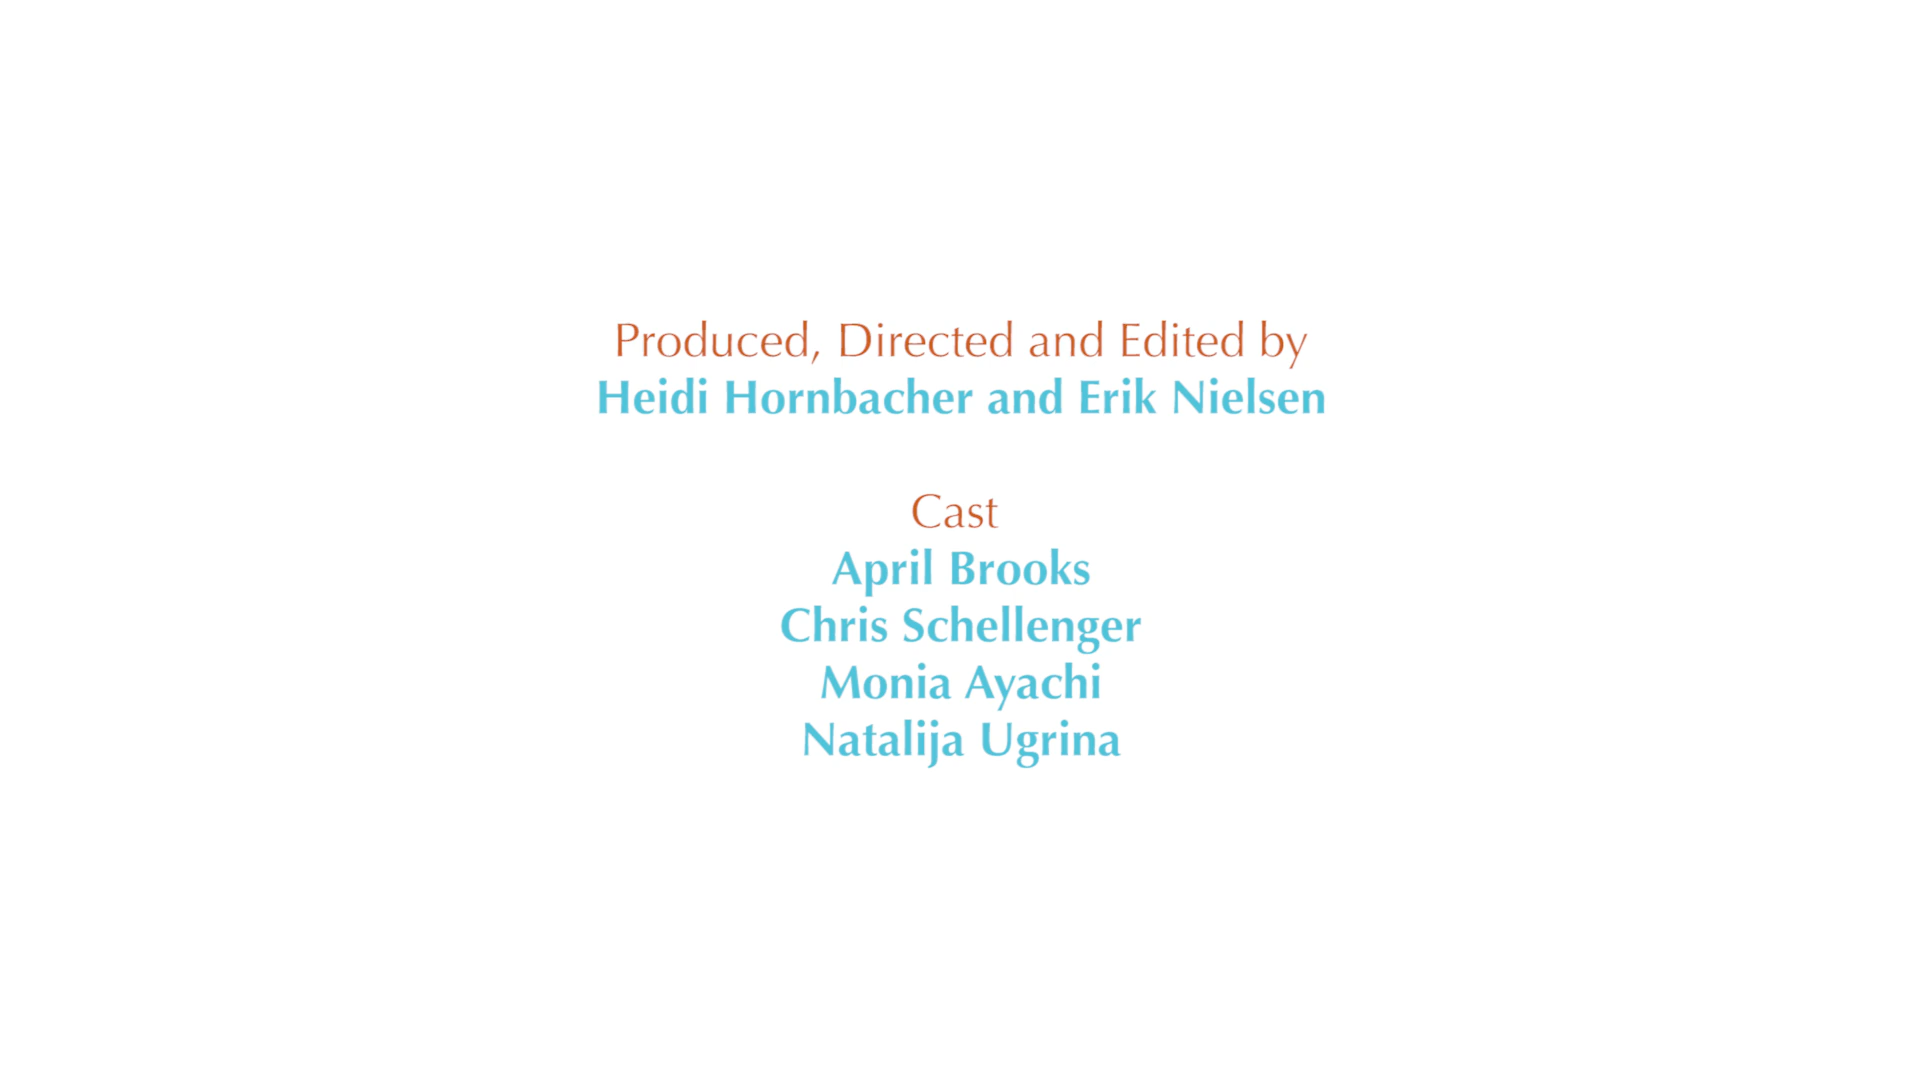 Produced, Directed and Edited by
Heidi Hornbacher and Erik Nielsen
Cast
April Brooks
Chris Schellenger
Monia Ayachi
Natalija Ugrina